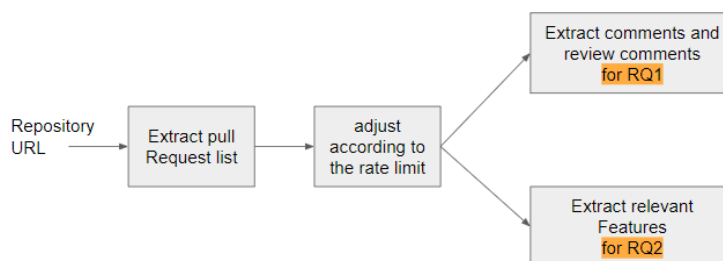 Repository
URL
Extract pull
Request list
adjust
according to
the rate limit
Extract comments and
review comments
for RQ1
Extract relevant
Features
for RQ2